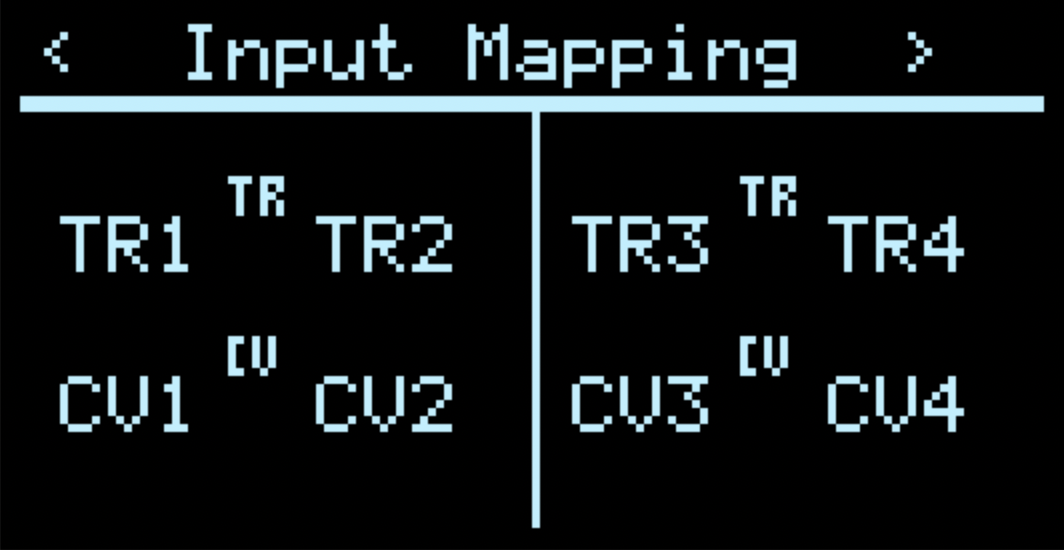 < Input Mapping >
TR TR
TR1 TR2 TR3 TR4
CV CV
CV1 CV2 CV3 CV4